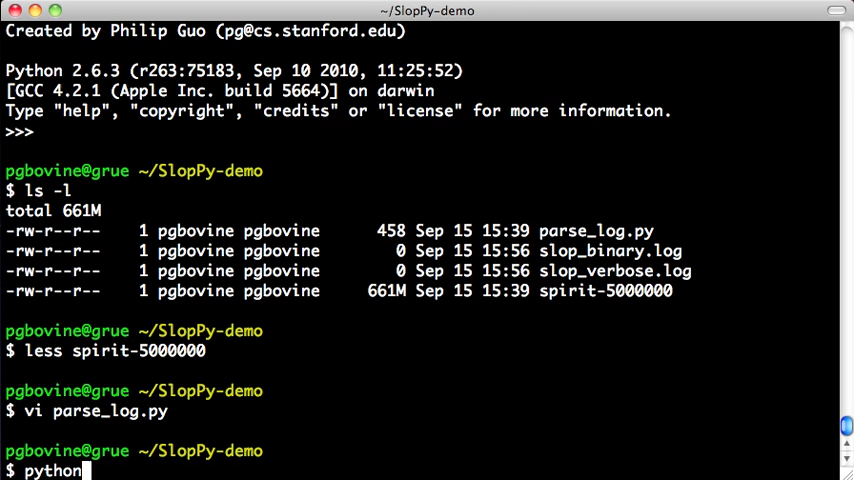 ~/SlopPy-demo
Created by Philip Guo (pg@cs.stanford.edu)
Python 2.6.3 (r263:75183, Sep 10 2010, 11:25:52)
[GCC 4.2.1 (Apple Inc. build 5664)] on darwin
Type "help", "copyright", "credits" or "license" for more information.
>>>
pgbovine@grue ~/SlopPy-demo
$ ls -l
total 661M
-rw-r--r-- 1 pgbovine pgbovine 458 Sep 15 15:39 parse_log.py
-rw-r--r-- 1 pgbovine pgbovine 0 Sep 15 15:56 slop_binary.log
-rw-r--r-- 1 pgbovine pgbovine 0 Sep 15 15:56 slop_verbose.log
-rw-r--r-- 1 pgbovine pgbovine 661M Sep 15 15:39 spirit-5000000
pgbovine@grue ~/SlopPy-demo
$ less spirit-5000000
pgbovine@grue ~/SlopPy-demo
$ vi parse_log.py
pgbovine@grue ~/SlopPy-demo
$ python